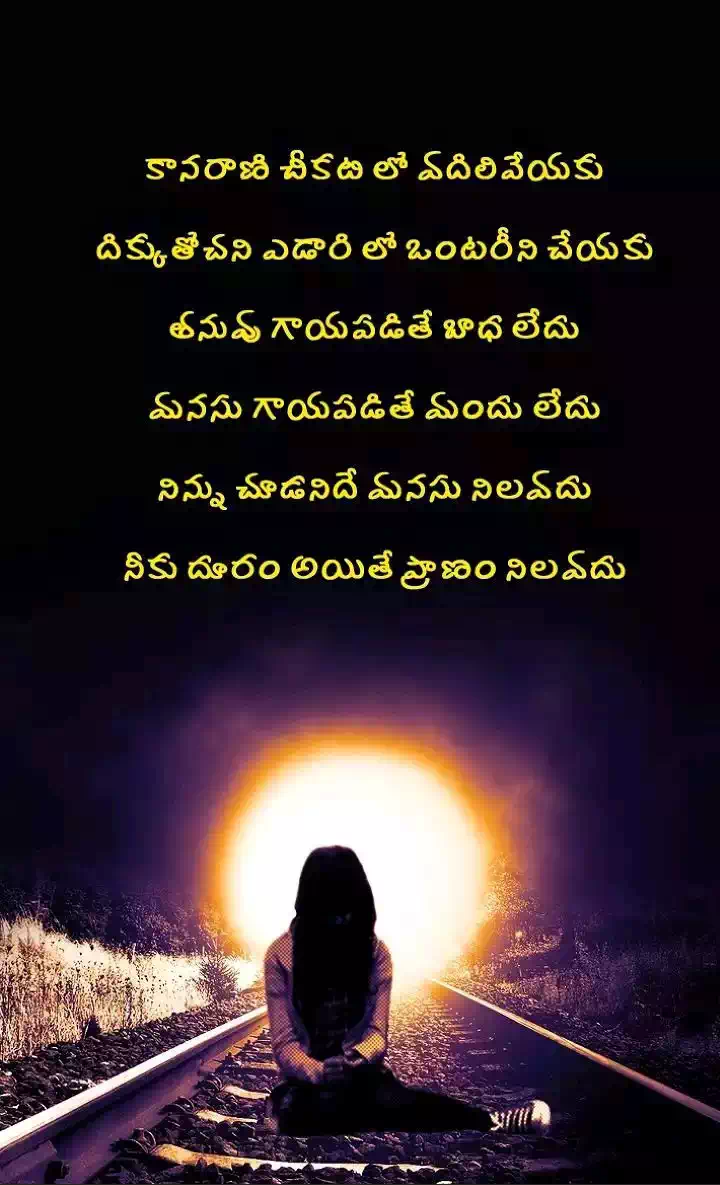 కానరాణి చీకటి లో వదిలివేయకు
దిక్కుతోచని ఎడారి లో ఒంటరీని చేయకు
తనువు గాయపడితే బాధ లేదు
మనసు గాయపడితే మందు లేదు
నిన్ను చూడనిదే మనసు నిలవదు
నీకు దూరం అయితే ప్రాణం నిలవదు